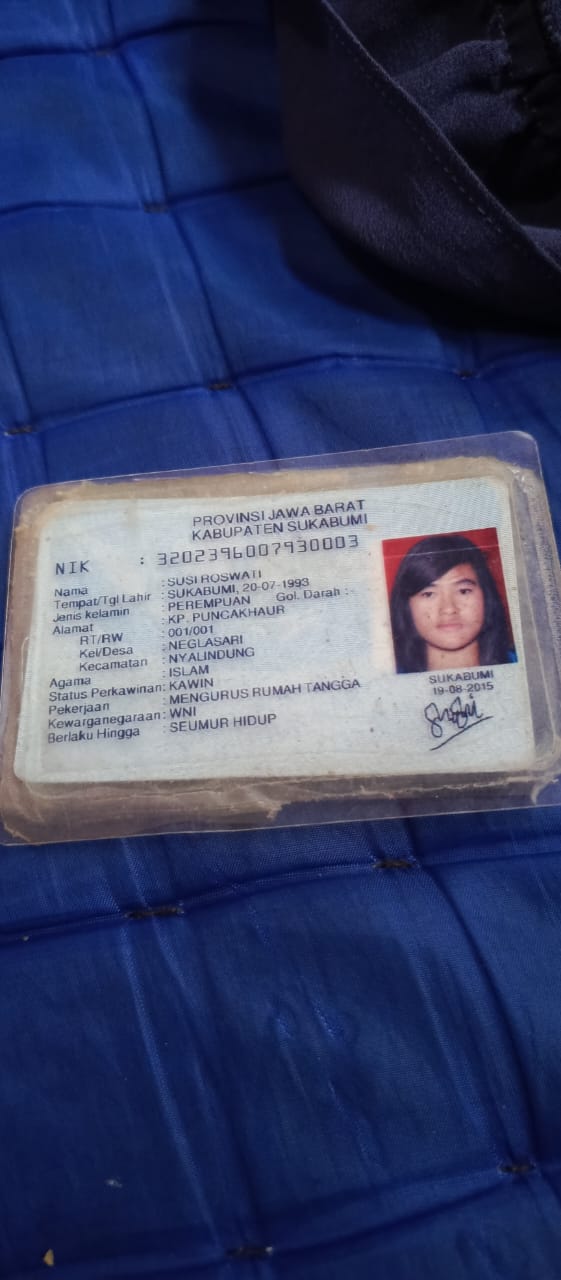 PROVINSI JAWA BARAT
KABUPATEN SUKABUMI
NIK : 3202396007930003
Nama : SUSI ROSWATI
Tempat/Tgl Lahir : SUKABUMI, 20-07-1993
Jenis kelamin : PEREMPUAN Gol. Darah : -
Alamat : KP. PUNCAKHAUR
RT/RW : 001/001
Kel/Desa : NEGLASARI
Kecamatan : NYALINDUNG
Agama : ISLAM
Status Perkawinan: KAWIN
Pekerjaan : MENGURUS RUMAH TANGGA
Kewarganegaraan : WNI
Berlaku Hingga : SEUMUR HIDUP
SUKABUMI
19-08-2015